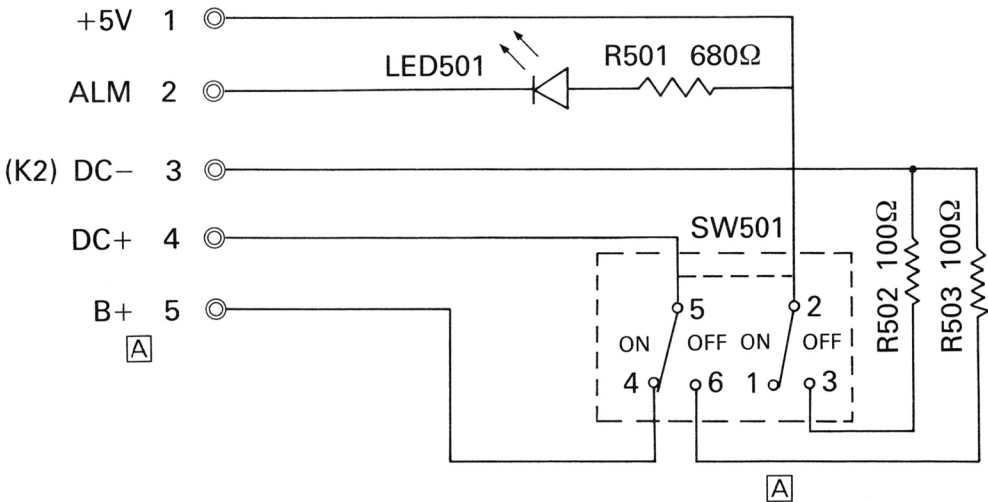 +5V 1
LED501
R501 680Ω
ALM 2
(K2) DC− 3
DC+ 4
SW501
R502 100Ω
R503 100Ω
B+ 5
A
5
2
ON
OFF
ON
OFF
4
6
1
3
A